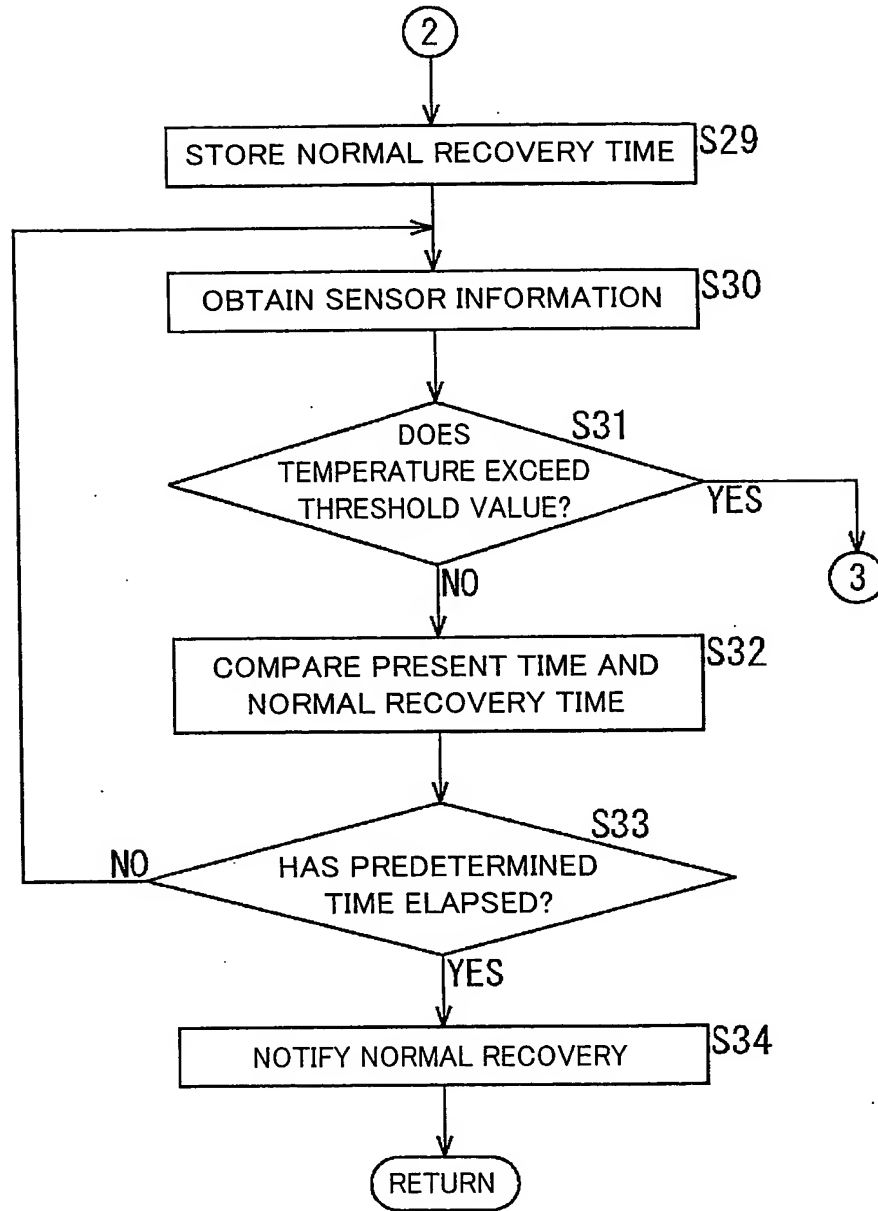 2
STORE NORMAL RECOVERY TIME
S29
OBTAIN SENSOR INFORMATION
S30
S31
DOES
TEMPERATURE EXCEED
THRESHOLD VALUE?
YES
3
NO
S32
COMPARE PRESENT TIME AND
NORMAL RECOVERY TIME
S33
NO
HAS PREDETERMINED
TIME ELAPSED?
YES
NOTIFY NORMAL RECOVERY
S34
RETURN